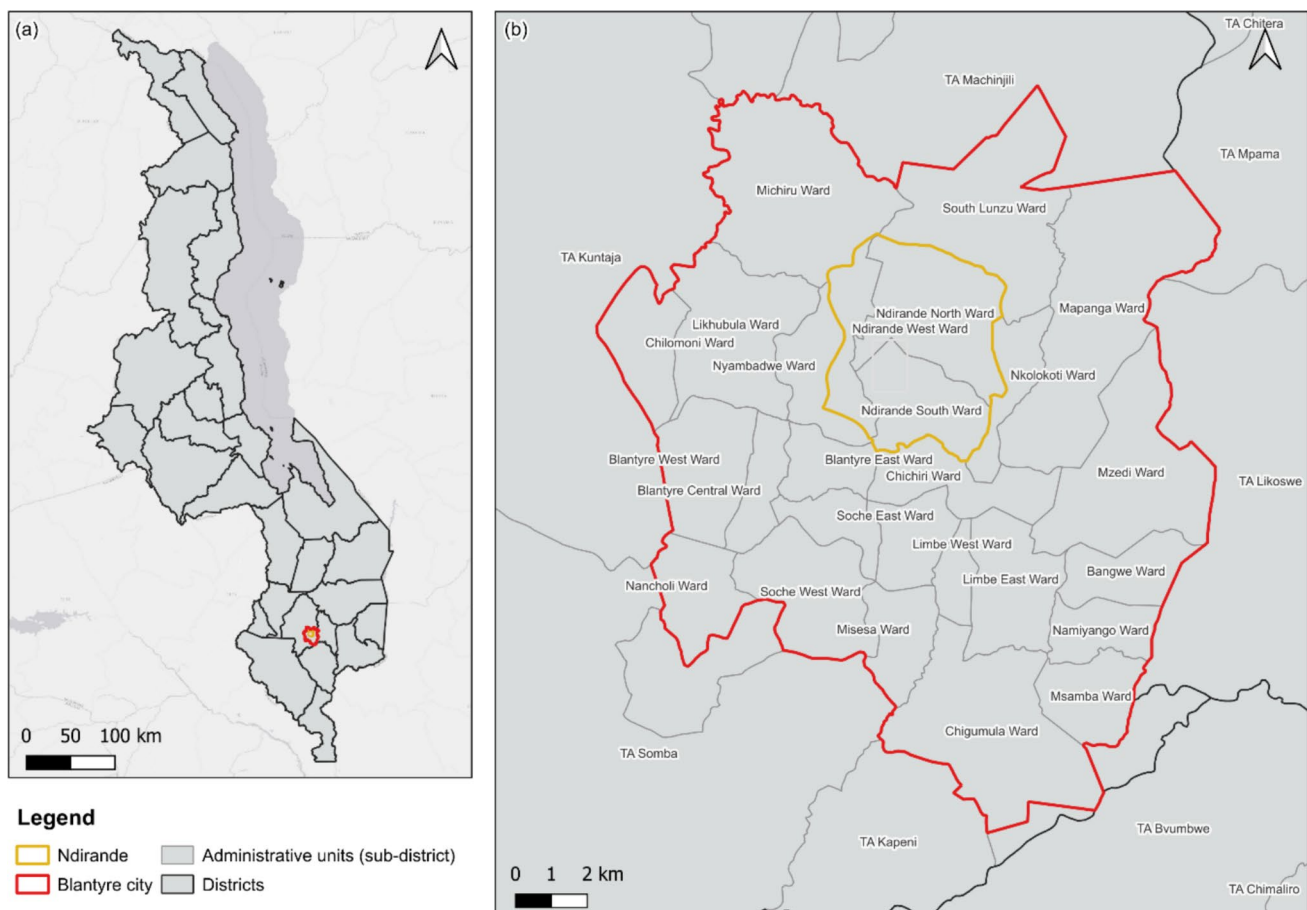 (a)
0 50 100 km
Legend
Ndirande
Administrative units (sub-district)
Blantyre city
Districts
(b)
TA Chitera
TA Machinjili
TA Mpama
Michiru Ward
South Lunzu Ward
TA Kuntaja
Mapanga Ward
Ndirande North Ward
Likhubula Ward
Ndirande West Ward
Chilomoni Ward
Nyambadwe Ward
Nkolokoti Ward
Ndirande South Ward
Blantyre West Ward
Blantyre East Ward
Mzedi Ward
Chichiri Ward
TA Likoswe
Blantyre Central Ward
Soche East Ward
Limbe West Ward
Bangwe Ward
Nancholi Ward
Soche West Ward
Limbe East Ward
Misesa Ward
Namiyango Ward
Msamba Ward
Chigumula Ward
TA Somba
TA Bvumbwe
TA Kapeni
0 1 2 km
TA Chimaliro